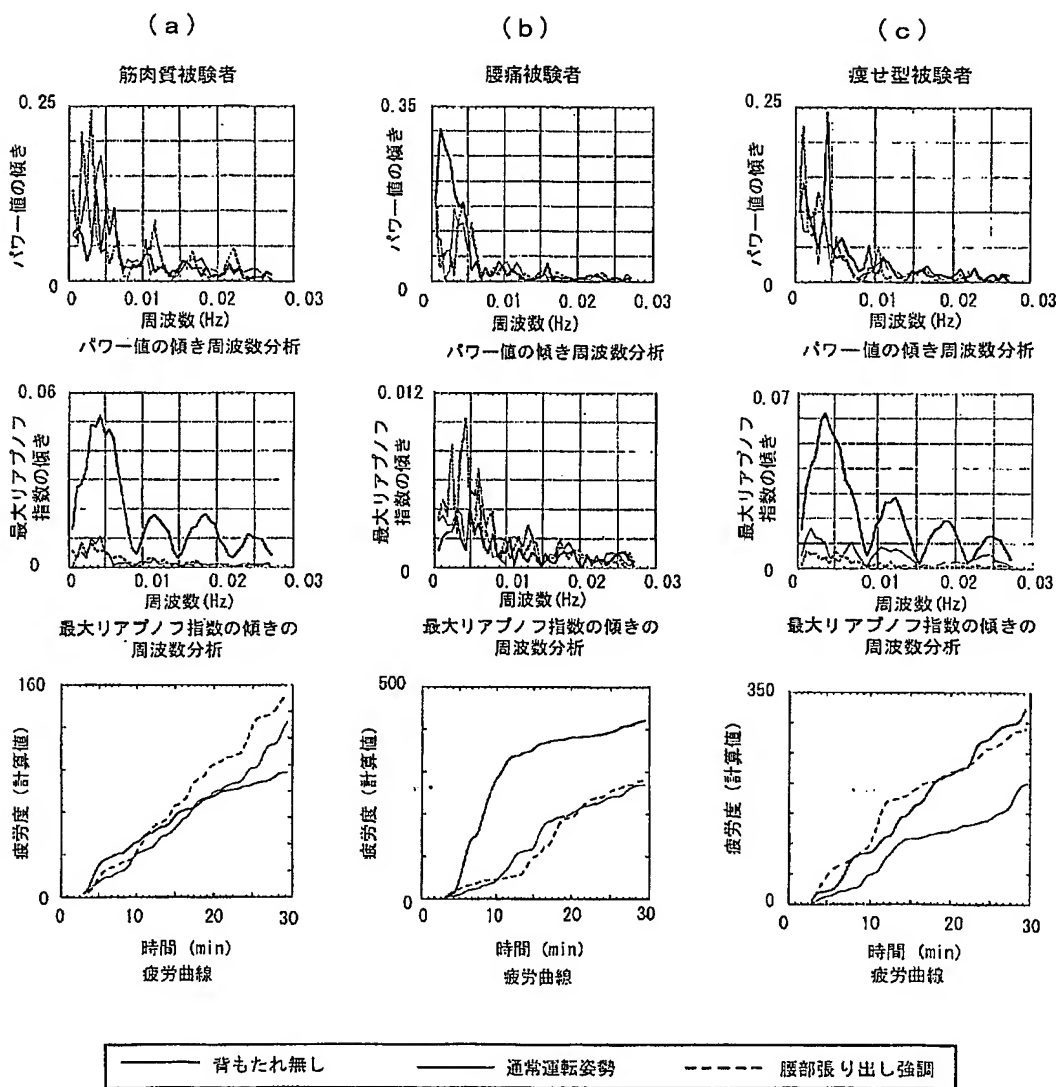 (a)
筋肉質被験者
0.25
パワー値の傾き
0
0 0.01 0.02 0.03
周波数(Hz)
パワー値の傾き周波数分析
0.06
最大リアプノフ
指数の傾き
0
0 0.01 0.02 0.03
周波数(Hz)
最大リアプノフ指数の傾きの
周波数分析
160
疲労度 (計算値)
0
0 10 20 30
時間 (min)
疲労曲線
(b)
腰痛被験者
0.35
パワー値の傾き
0
0 0.01 0.02 0.03
周波数(Hz)
パワー値の傾き周波数分析
0.012
最大リアプノフ
指数の傾き
0
0 0.01 0.02 0.03
周波数(Hz)
最大リアプノフ指数の傾きの
周波数分析
500
疲労度 (計算値)
0
0 10 20 30
時間 (min)
疲労曲線
(c)
痩せ型被験者
0.25
パワー値の傾き
0
0 0.01 0.02 0.03
周波数(Hz)
パワー値の傾き周波数分析
0.07
最大リアプノフ
指数の傾き
0
0 0.01 0.02 0.03
周波数(Hz)
最大リアプノフ指数の傾きの
周波数分析
350
疲労度 (計算値)
0
0 10 20 30
時間 (min)
疲労曲線
背もたれ無し 通常運転姿勢 腰部張り出し強調